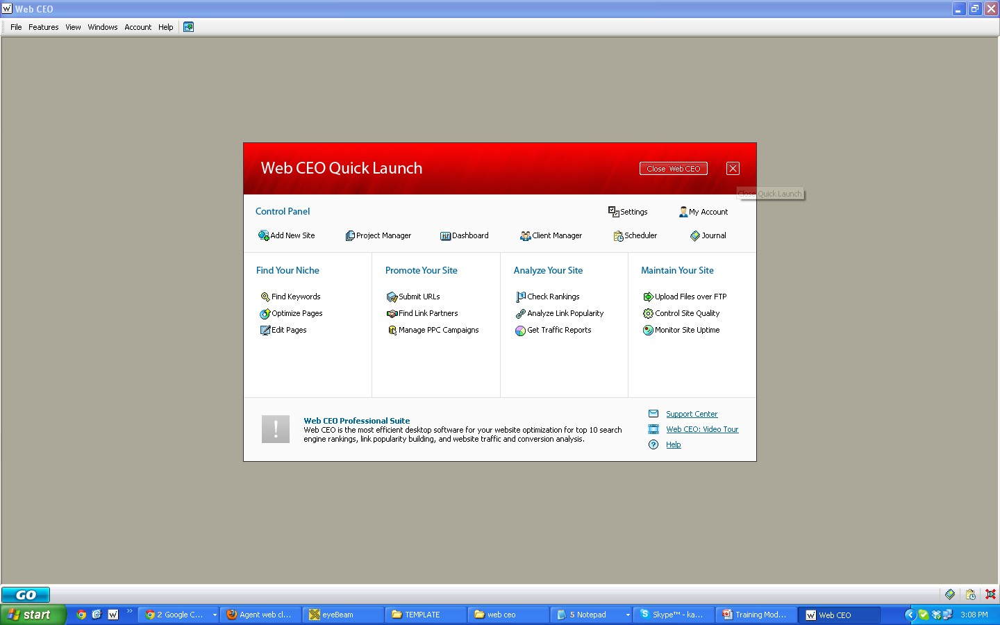 Web CEO
File Features View Windows Account Help
Web CEO Quick Launch
Close Web CEO
Close Quick Launch
Control Panel
Settings
My Account
Add New Site
Project Manager
Dashboard
Client Manager
Scheduler
Journal
Find Your Niche
Find Keywords
Optimize Pages
Edit Pages
Promote Your Site
Submit URLs
Find Link Partners
Manage PPC Campaigns
Analyze Your Site
Check Rankings
Analyze Link Popularity
Get Traffic Reports
Maintain Your Site
Upload Files over FTP
Control Site Quality
Monitor Site Uptime
Web CEO Professional Suite
Web CEO is the most efficient desktop software for your website optimization for top 10 search
engine rankings, link popularity building, and website traffic and conversion analysis.
Support Center
Web CEO: Video Tour
Help
GO
start
2 Google C...
Agent web cl...
eyeBeam
TEMPLATE
web ceo
5 Notepad
Skype™ - ka...
Training Mod...
Web CEO
3:08 PM